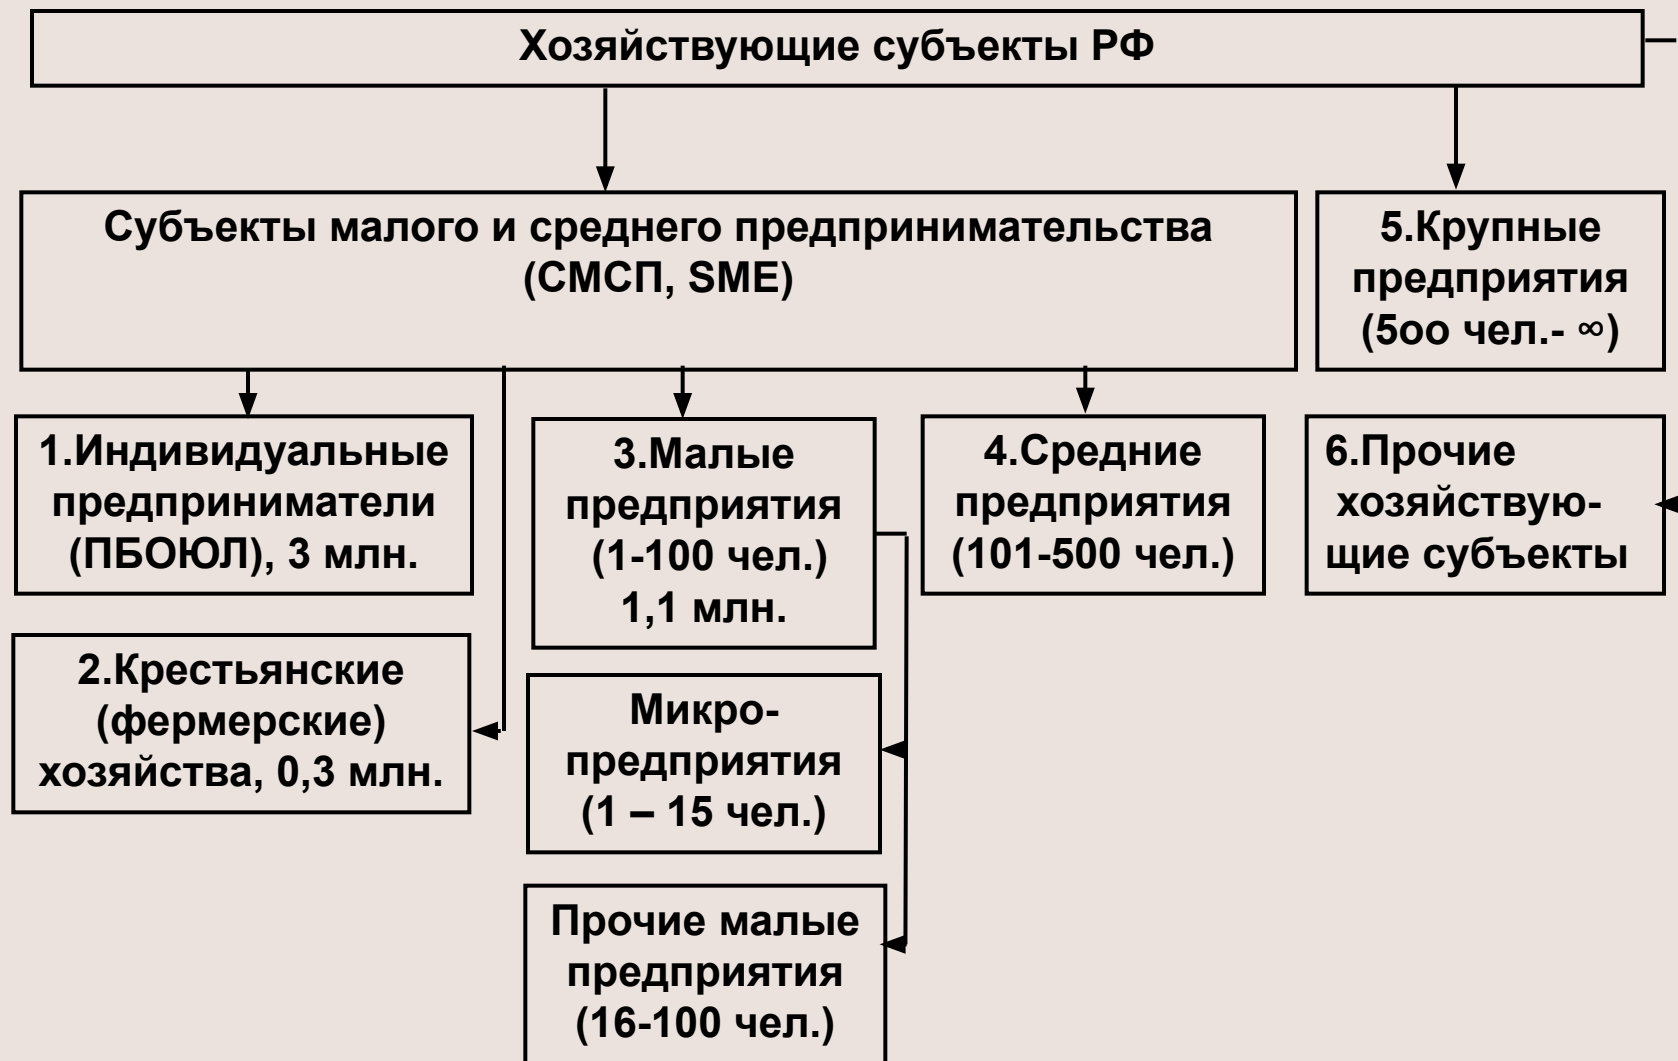 Хозяйствующие субъекты РФ
Субъекты малого и среднего предпринимательства
(СМСП, SME)
5.Крупные
предприятия
(5оо чел.- ∞)
1.Индивидуальные
предприниматели
(ПБОЮЛ), 3 млн.
3.Малые
предприятия
(1-100 чел.)
1,1 млн.
4.Средние
предприятия
(101-500 чел.)
6.Прочие
хозяйствую-
щие субъекты
2.Крестьянские
(фермерские)
хозяйства, 0,3 млн.
Микро-
предприятия
(1 – 15 чел.)
Прочие малые
предприятия
(16-100 чел.)